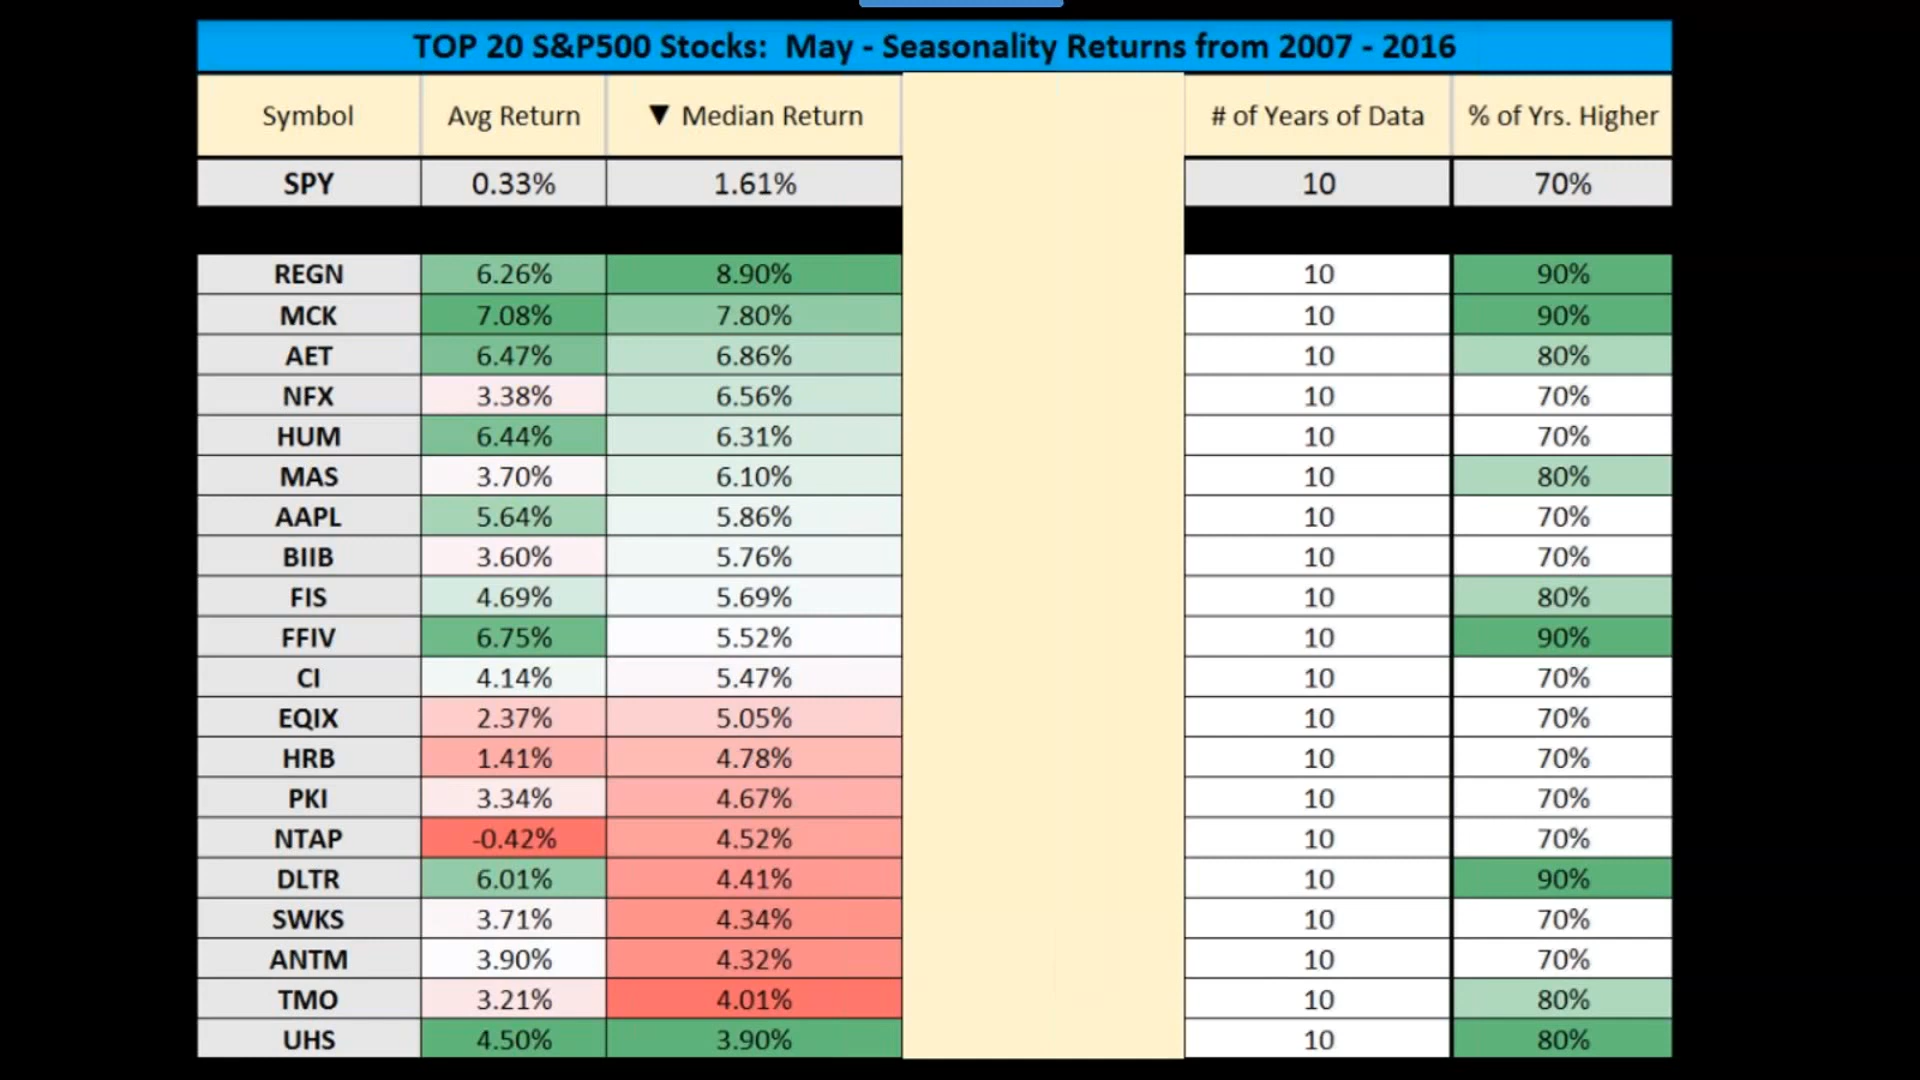 TOP 20 S&P500 Stocks: May - Seasonality Returns from 2007 - 2016
Symbol Avg Return ▼ Median Return # of Years of Data % of Yrs. Higher
SPY 0.33% 1.61% 10 70%
REGN 6.26% 8.90% 10 90%
MCK 7.08% 7.80% 10 90%
AET 6.47% 6.86% 10 80%
NFX 3.38% 6.56% 10 70%
HUM 6.44% 6.31% 10 70%
MAS 3.70% 6.10% 10 80%
AAPL 5.64% 5.86% 10 70%
BIIB 3.60% 5.76% 10 70%
FIS 4.69% 5.69% 10 80%
FFIV 6.75% 5.52% 10 90%
CI 4.14% 5.47% 10 70%
EQIX 2.37% 5.05% 10 70%
HRB 1.41% 4.78% 10 70%
PKI 3.34% 4.67% 10 70%
NTAP -0.42% 4.52% 10 70%
DLTR 6.01% 4.41% 10 90%
SWKS 3.71% 4.34% 10 70%
ANTM 3.90% 4.32% 10 70%
TMO 3.21% 4.01% 10 80%
UHS 4.50% 3.90% 10 80%